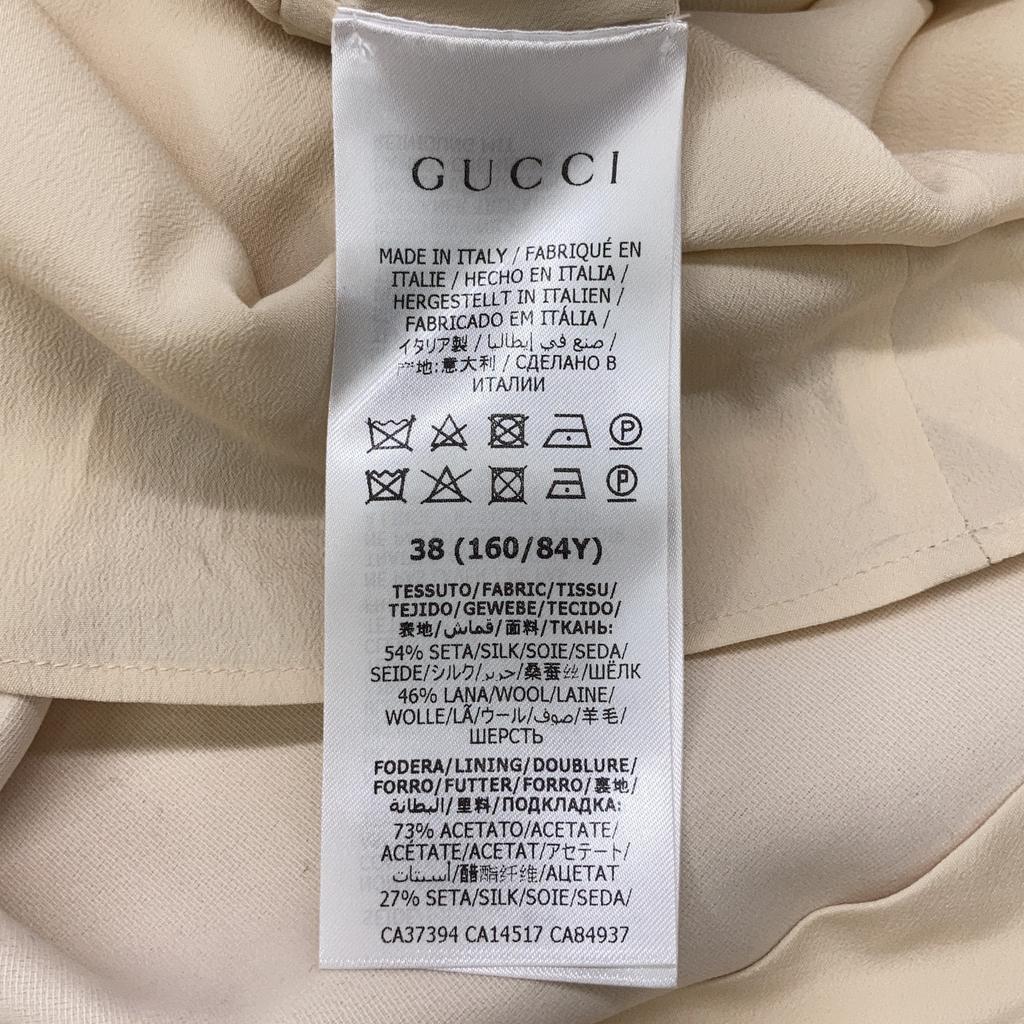 GUCCI
MADE IN ITALY / FABRIQUÉ EN
ITALIE / HECHO EN ITALIA /
HERGESTELLT IN ITALIEN /
FABRICADO EM ITÁLIA /
イタリア製 / صنع في إيطاليا /
地:意大利 / СДЕЛАНО В
ИТАЛИИ
38 (160/84Y)
TESSUTO/FABRIC/TISSU/
TEJIDO/GEWEBE/TECIDO/
表地/قماش/面料/ТКАНЬ:
54% SETA/SILK/SOIE/SEDA/
SEIDE/シルク/حرير/桑蚕丝/ШЁЛК
46% LANA/WOOL/LAINE/
WOLLE/LÃ/ウール/صوف/羊毛/
ШЕРСТЬ
FODERA/LINING/DOUBLURE/
FORRO/FUTTER/FORRO/裏地/
البطانة/里料/ПОДКЛАДКА:
73% ACETATO/ACETATE/
ACÉTATE/ACETAT/アセテート/
أسيتات/醋酯纤维/АЦЕТАТ
27% SETA/SILK/SOIE/SEDA/
CA37394 CA14517 CA84937